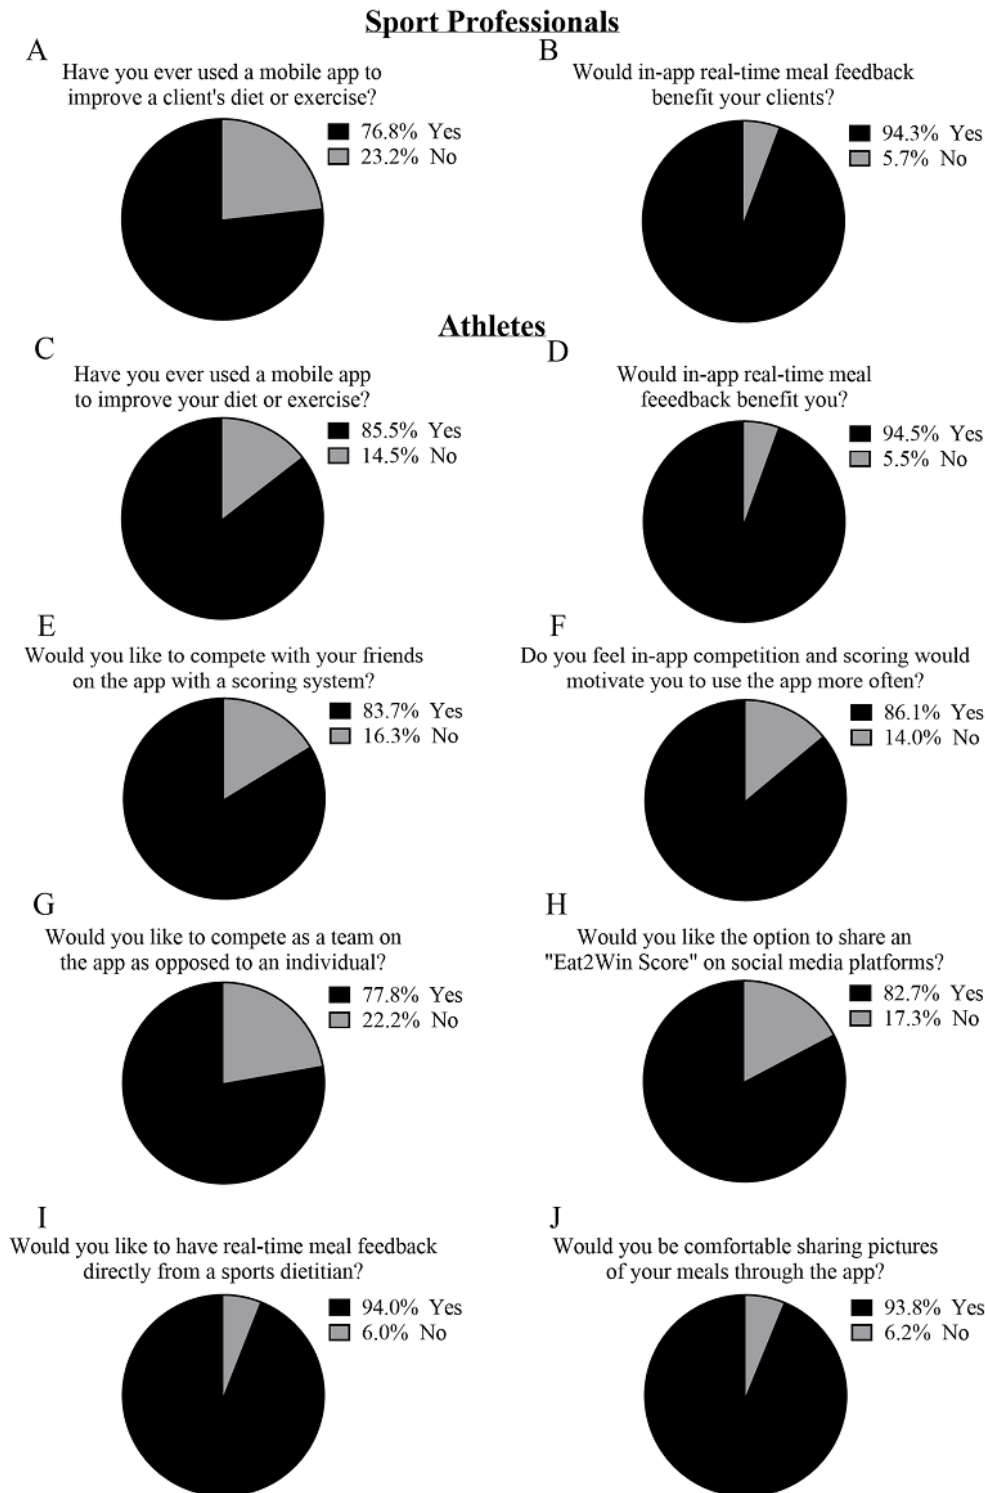 Sport Professionals
A
Have you ever used a mobile app to
improve a client's diet or exercise?
76.8% Yes
23.2% No
B
Would in-app real-time meal feedback
benefit your clients?
94.3% Yes
5.7% No
Athletes
C
Have you ever used a mobile app
to improve your diet or exercise?
85.5% Yes
14.5% No
D
Would in-app real-time meal
feeedback benefit you?
94.5% Yes
5.5% No
E
Would you like to compete with your friends
on the app with a scoring system?
83.7% Yes
16.3% No
F
Do you feel in-app competition and scoring would
motivate you to use the app more often?
86.1% Yes
14.0% No
G
Would you like to compete as a team on
the app as opposed to an individual?
77.8% Yes
22.2% No
H
Would you like the option to share an
"Eat2Win Score" on social media platforms?
82.7% Yes
17.3% No
I
Would you like to have real-time meal feedback
directly from a sports dietitian?
94.0% Yes
6.0% No
J
Would you be comfortable sharing pictures
of your meals through the app?
93.8% Yes
6.2% No